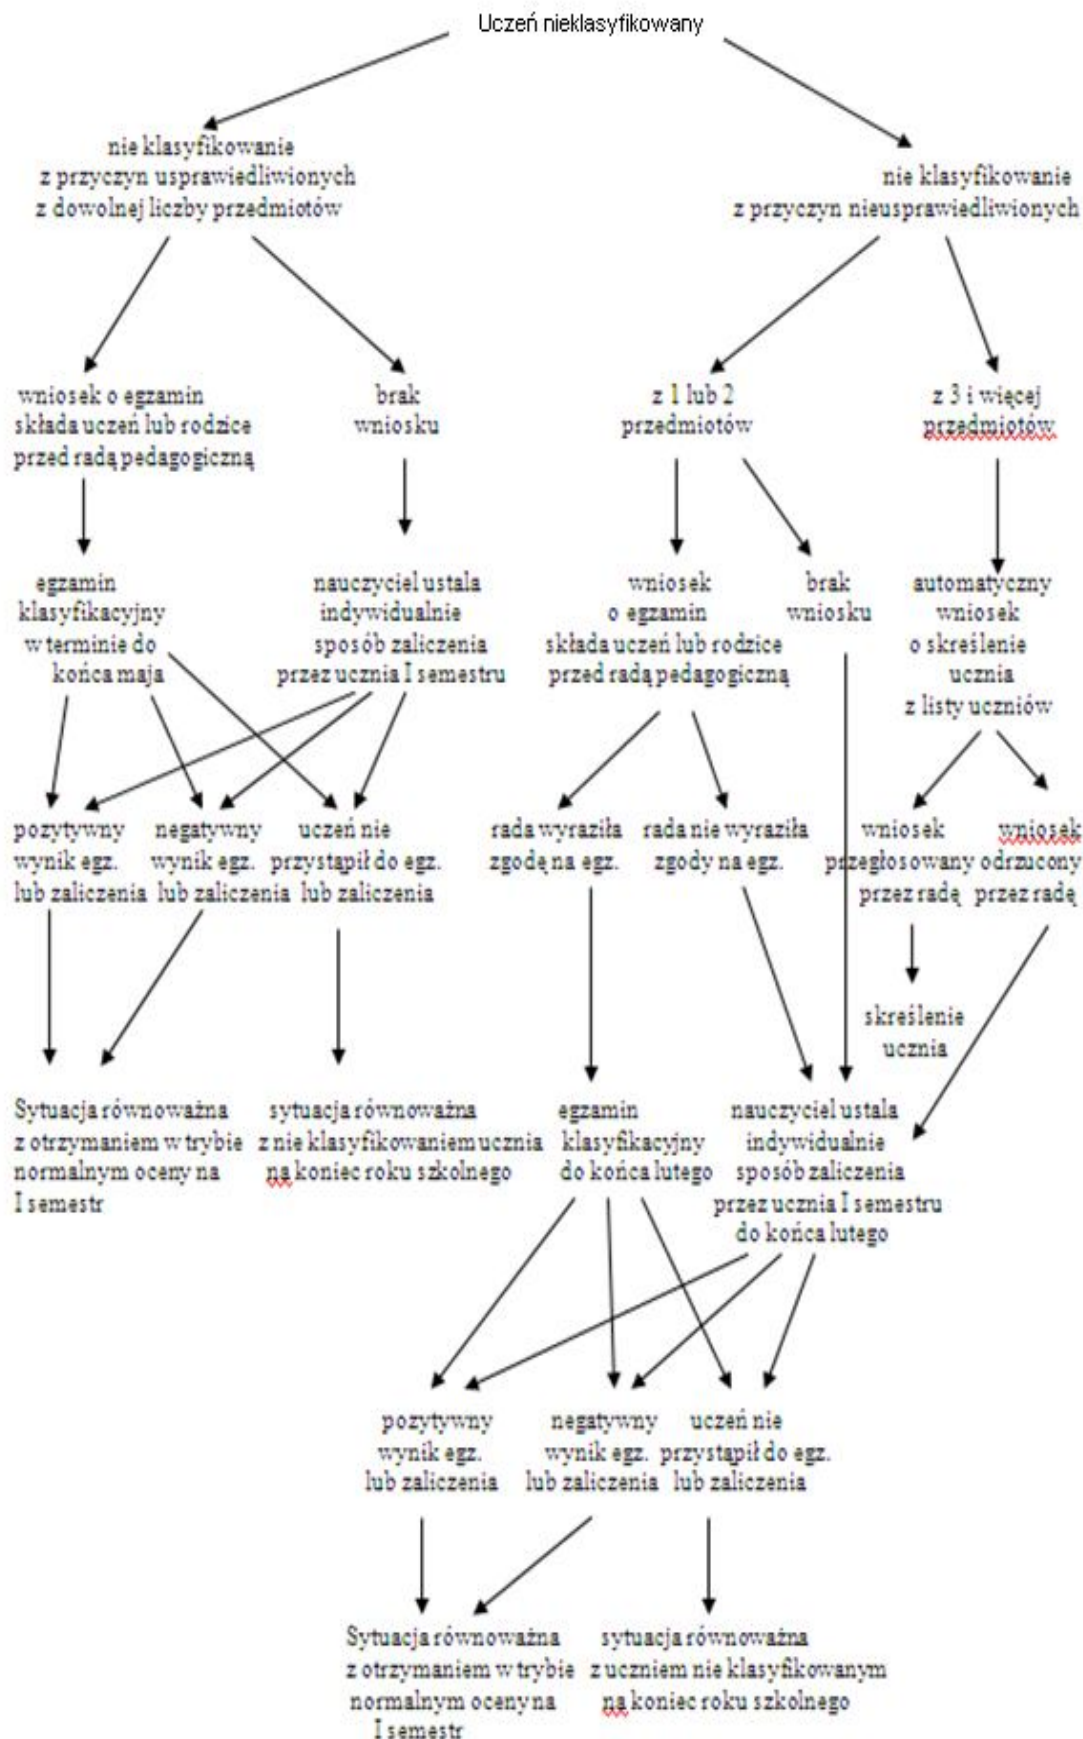 Uczeń nieklasyfikowany
nie klasyfikowanie
z przyczyn usprawiedliwionych
z dowolnej liczby przedmiotów
nie klasyfikowanie
z przyczyn nieusprawiedliwionych
wniosek o egzamin
składa uczeń lub rodzice
przed radą pedagogiczną
brak
wniosku
z 1 lub 2
przedmiotów
z 3 i więcej
przedmiotów
egzamin
klasyfikacyjny
w terminie do
końca maja
nauczyciel ustala
indywidualnie
sposób zaliczenia
przez ucznia I semestru
wniosek
o egzamin
składa uczeń lub rodzice
przed radą pedagogiczną
brak
wniosku
automatyczny
wniosek
o skreślenie
ucznia
z listy uczniów
pozytywny
wynik egz.
lub zaliczenia
negatywny
wynik egz.
lub zaliczenia
uczeń nie
przystąpił do egz.
lub zaliczenia
rada wyraziła
zgodę na egz.
rada nie wyraziła
zgody na egz.
wniosek
przegłosowany
przez radę
wniosek
odrzucony
przez radę
skreślenie
ucznia
Sytuacja równoważna
z otrzymaniem w trybie
normalnym oceny na
I semestr
sytuacja równoważna
z nie klasyfikowaniem ucznia
na koniec roku szkolnego
egzamin
klasyfikacyjny
do końca lutego
nauczyciel ustala
indywidualnie
sposób zaliczenia
przez ucznia I semestru
do końca lutego
pozytywny
wynik egz.
lub zaliczenia
negatywny
wynik egz.
lub zaliczenia
uczeń nie
przystąpił do egz.
lub zaliczenia
Sytuacja równoważna
z otrzymaniem w trybie
normalnym oceny na
I semestr
sytuacja równoważna
z uczniem nie klasyfikowanym
na koniec roku szkolnego